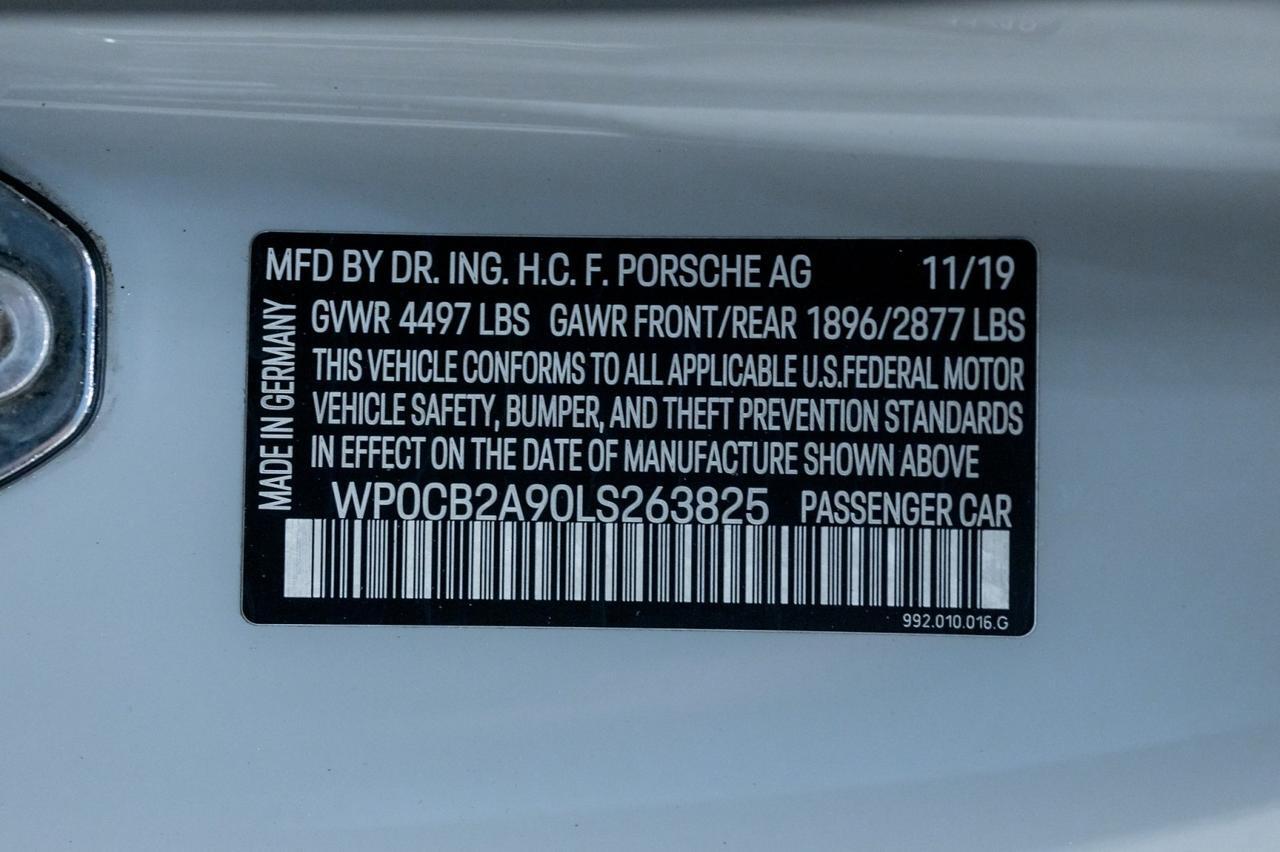 MFD BY DR. ING. H.C. F. PORSCHE AG 11/19
GVWR 4497 LBS GAWR FRONT/REAR 1896/2877 LBS
THIS VEHICLE CONFORMS TO ALL APPLICABLE U.S.FEDERAL MOTOR
VEHICLE SAFETY, BUMPER, AND THEFT PREVENTION STANDARDS
IN EFFECT ON THE DATE OF MANUFACTURE SHOWN ABOVE
MADE IN GERMANY
WP0CB2A90LS263825 PASSENGER CAR
992.010.016.G